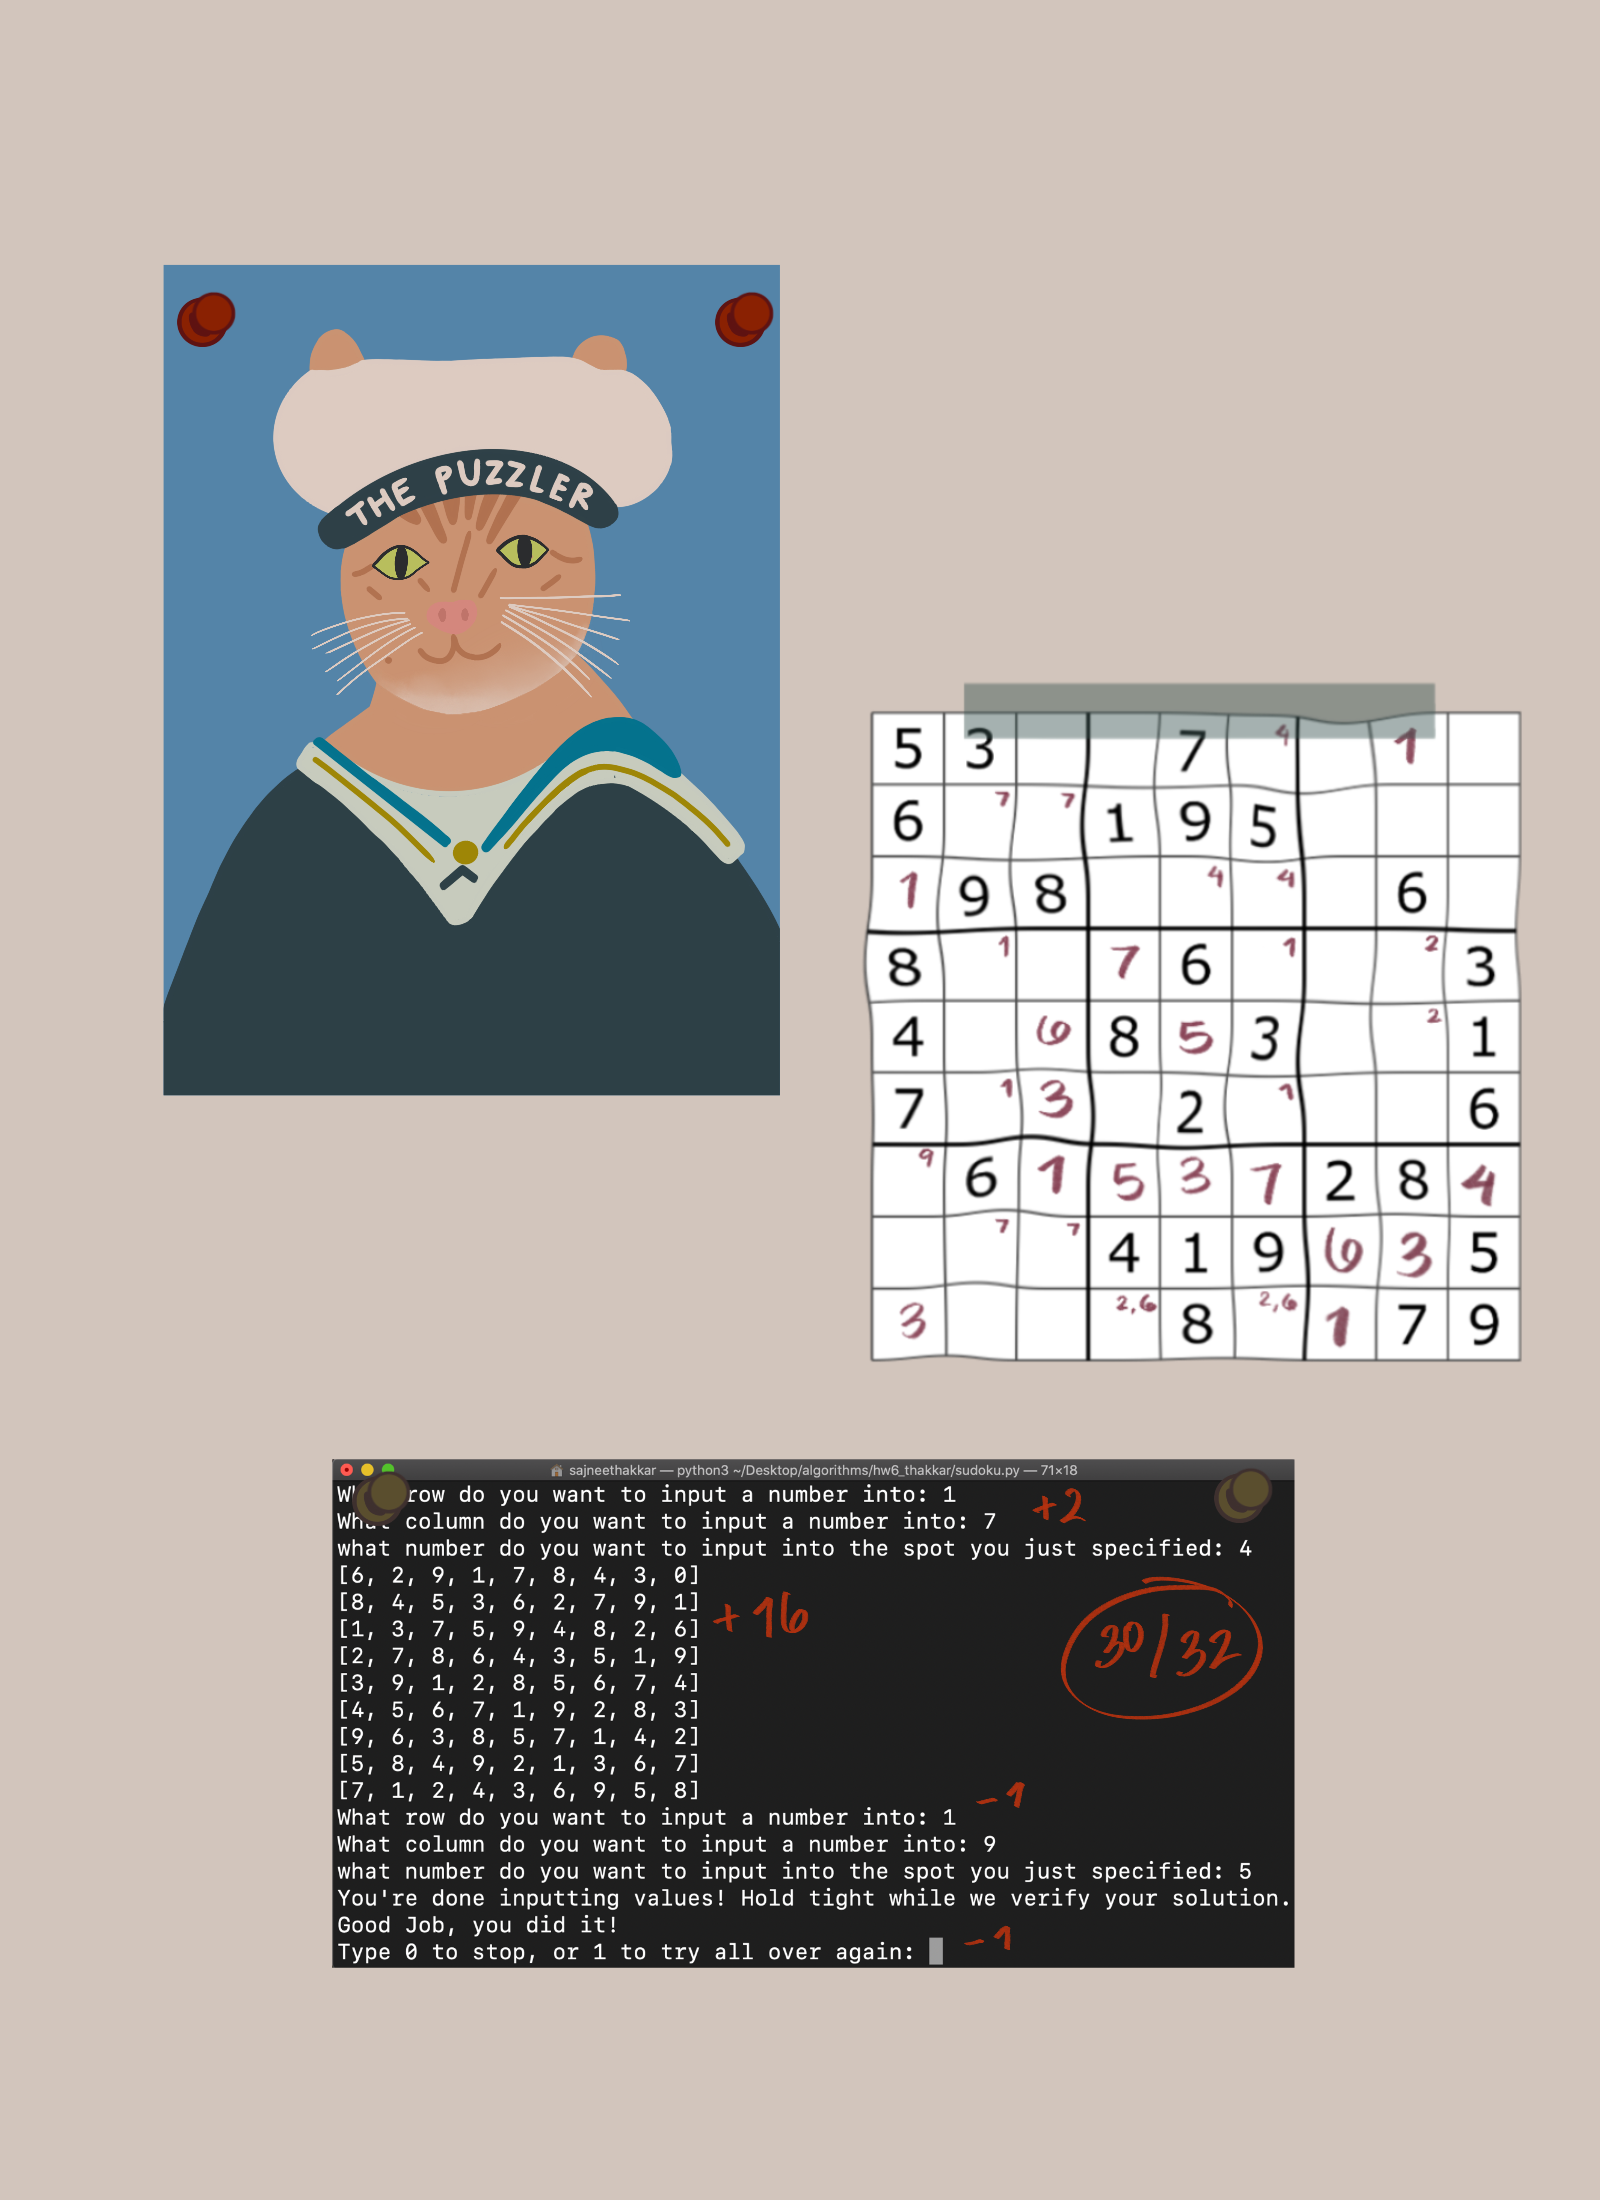 THE PUZZLER
5 3 7 4 1
6 7 7 1 9 5
1 9 8 4 4 6
8 1 7 6 1 2 3
4 6 8 5 3 2 1
7 1 3 2 1 6
9 6 1 5 3 7 2 8 4
7 7 4 1 9 6 3 5
3 2,6 8 2,6 1 7 9
sajneethakkar — python3 ~/Desktop/algorithms/hw6_thakkar/sudoku.py — 71×18
row do you want to input a number into: 1
What column do you want to input a number into: 7 +2
what number do you want to input into the spot you just specified: 4
[6, 2, 9, 1, 7, 8, 4, 3, 0]
[8, 4, 5, 3, 6, 2, 7, 9, 1] +16
[1, 3, 7, 5, 9, 4, 8, 2, 6]
[2, 7, 8, 6, 4, 3, 5, 1, 9] 30/32
[3, 9, 1, 2, 8, 5, 6, 7, 4]
[4, 5, 6, 7, 1, 9, 2, 8, 3]
[9, 6, 3, 8, 5, 7, 1, 4, 2]
[5, 8, 4, 9, 2, 1, 3, 6, 7]
[7, 1, 2, 4, 3, 6, 9, 5, 8] -1
What row do you want to input a number into: 1
What column do you want to input a number into: 9
what number do you want to input into the spot you just specified: 5
You're done inputting values! Hold tight while we verify your solution.
Good Job, you did it!
Type 0 to stop, or 1 to try all over again: -1